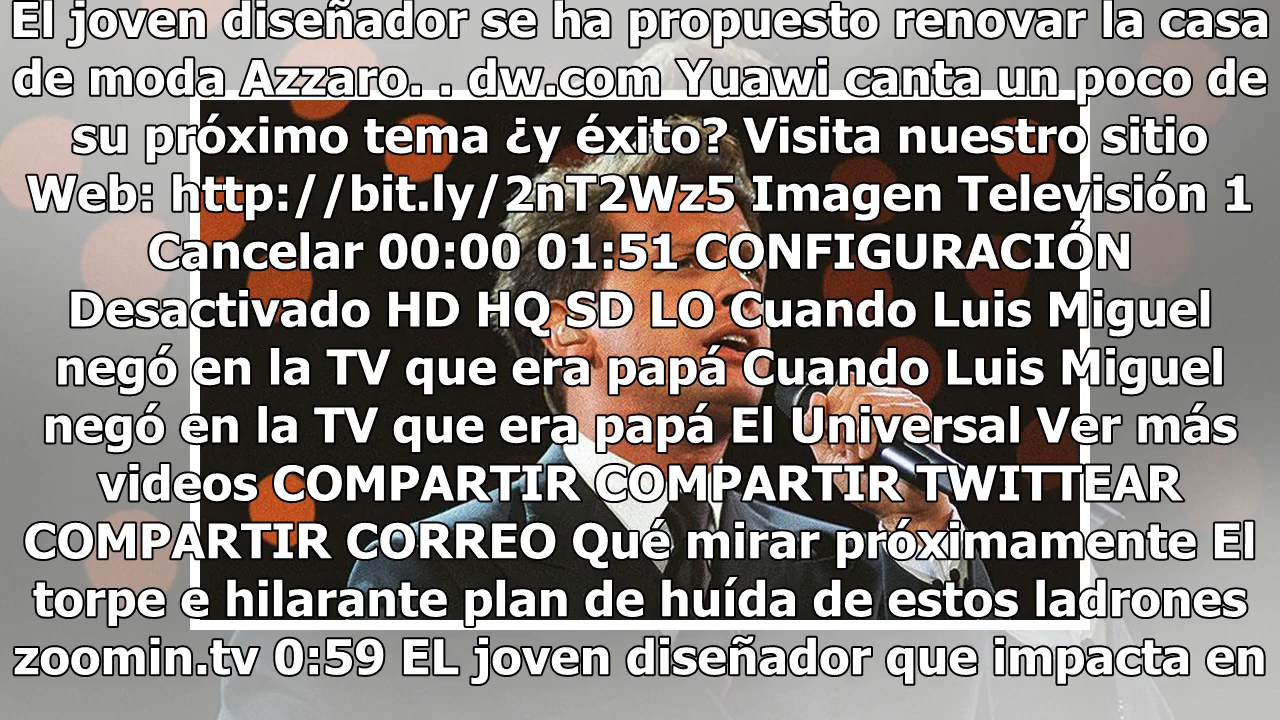 El joven diseñador se ha propuesto renovar la casa
de moda Azzaro. . dw.com Yuawi canta un poco de
su próximo tema ¿y éxito? Visita nuestro sitio
Web: http://bit.ly/2nT2Wz5 Imagen Televisión 1
Cancelar 00:00 01:51 CONFIGURACIÓN
Desactivado HD HQ SD LO Cuando Luis Miguel
negó en la TV que era papá Cuando Luis Miguel
negó en la TV que era papá El Universal Ver más
videos COMPARTIR COMPARTIR TWITTEAR
COMPARTIR CORREO Qué mirar próximamente El
torpe e hilarante plan de huída de estos ladrones
zoomin.tv 0:59 EL joven diseñador que impacta en